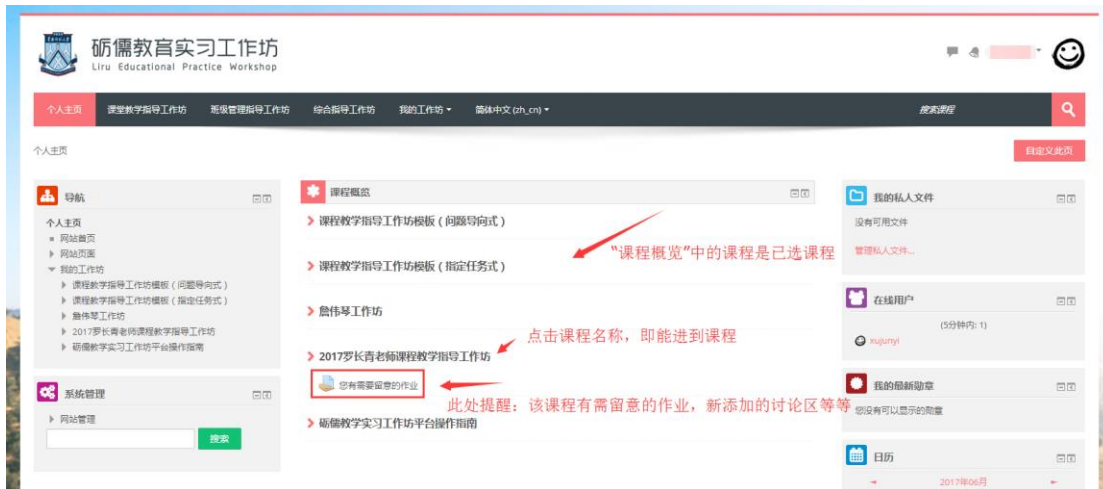 砺儒教育实习工作坊
Liru Educational Practice Workshop
个人主页 课堂教学指导工作坊 班级管理指导工作坊 综合指导工作坊 我的工作坊 简体中文 (zh_cn) 搜索课程
个人主页 自定义此页
导航
个人主页
网站首页
网站页面
我的工作坊
课程教学指导工作坊模板（问题导向式）
课程教学指导工作坊模板（指定任务式）
詹伟琴工作坊
2017罗长青老师课程教学指导工作坊
砺儒教学实习工作坊平台操作指南
系统管理
网站管理
搜索
课程概览
课程教学指导工作坊模板（问题导向式）
“课程概览”中的课程是已选课程
课程教学指导工作坊模板（指定任务式）
詹伟琴工作坊
点击课程名称，即能进到课程
2017罗长青老师课程教学指导工作坊
您有需要留意的作业
此处提醒：该课程有需留意的作业，新添加的讨论区等等
砺儒教学实习工作坊平台操作指南
我的私人文件
没有可用文件
管理私人文件...
在线用户
(5分钟内: 1)
xujunyi
我的最新勋章
您没有可以显示的勋章
日历
2017年06月